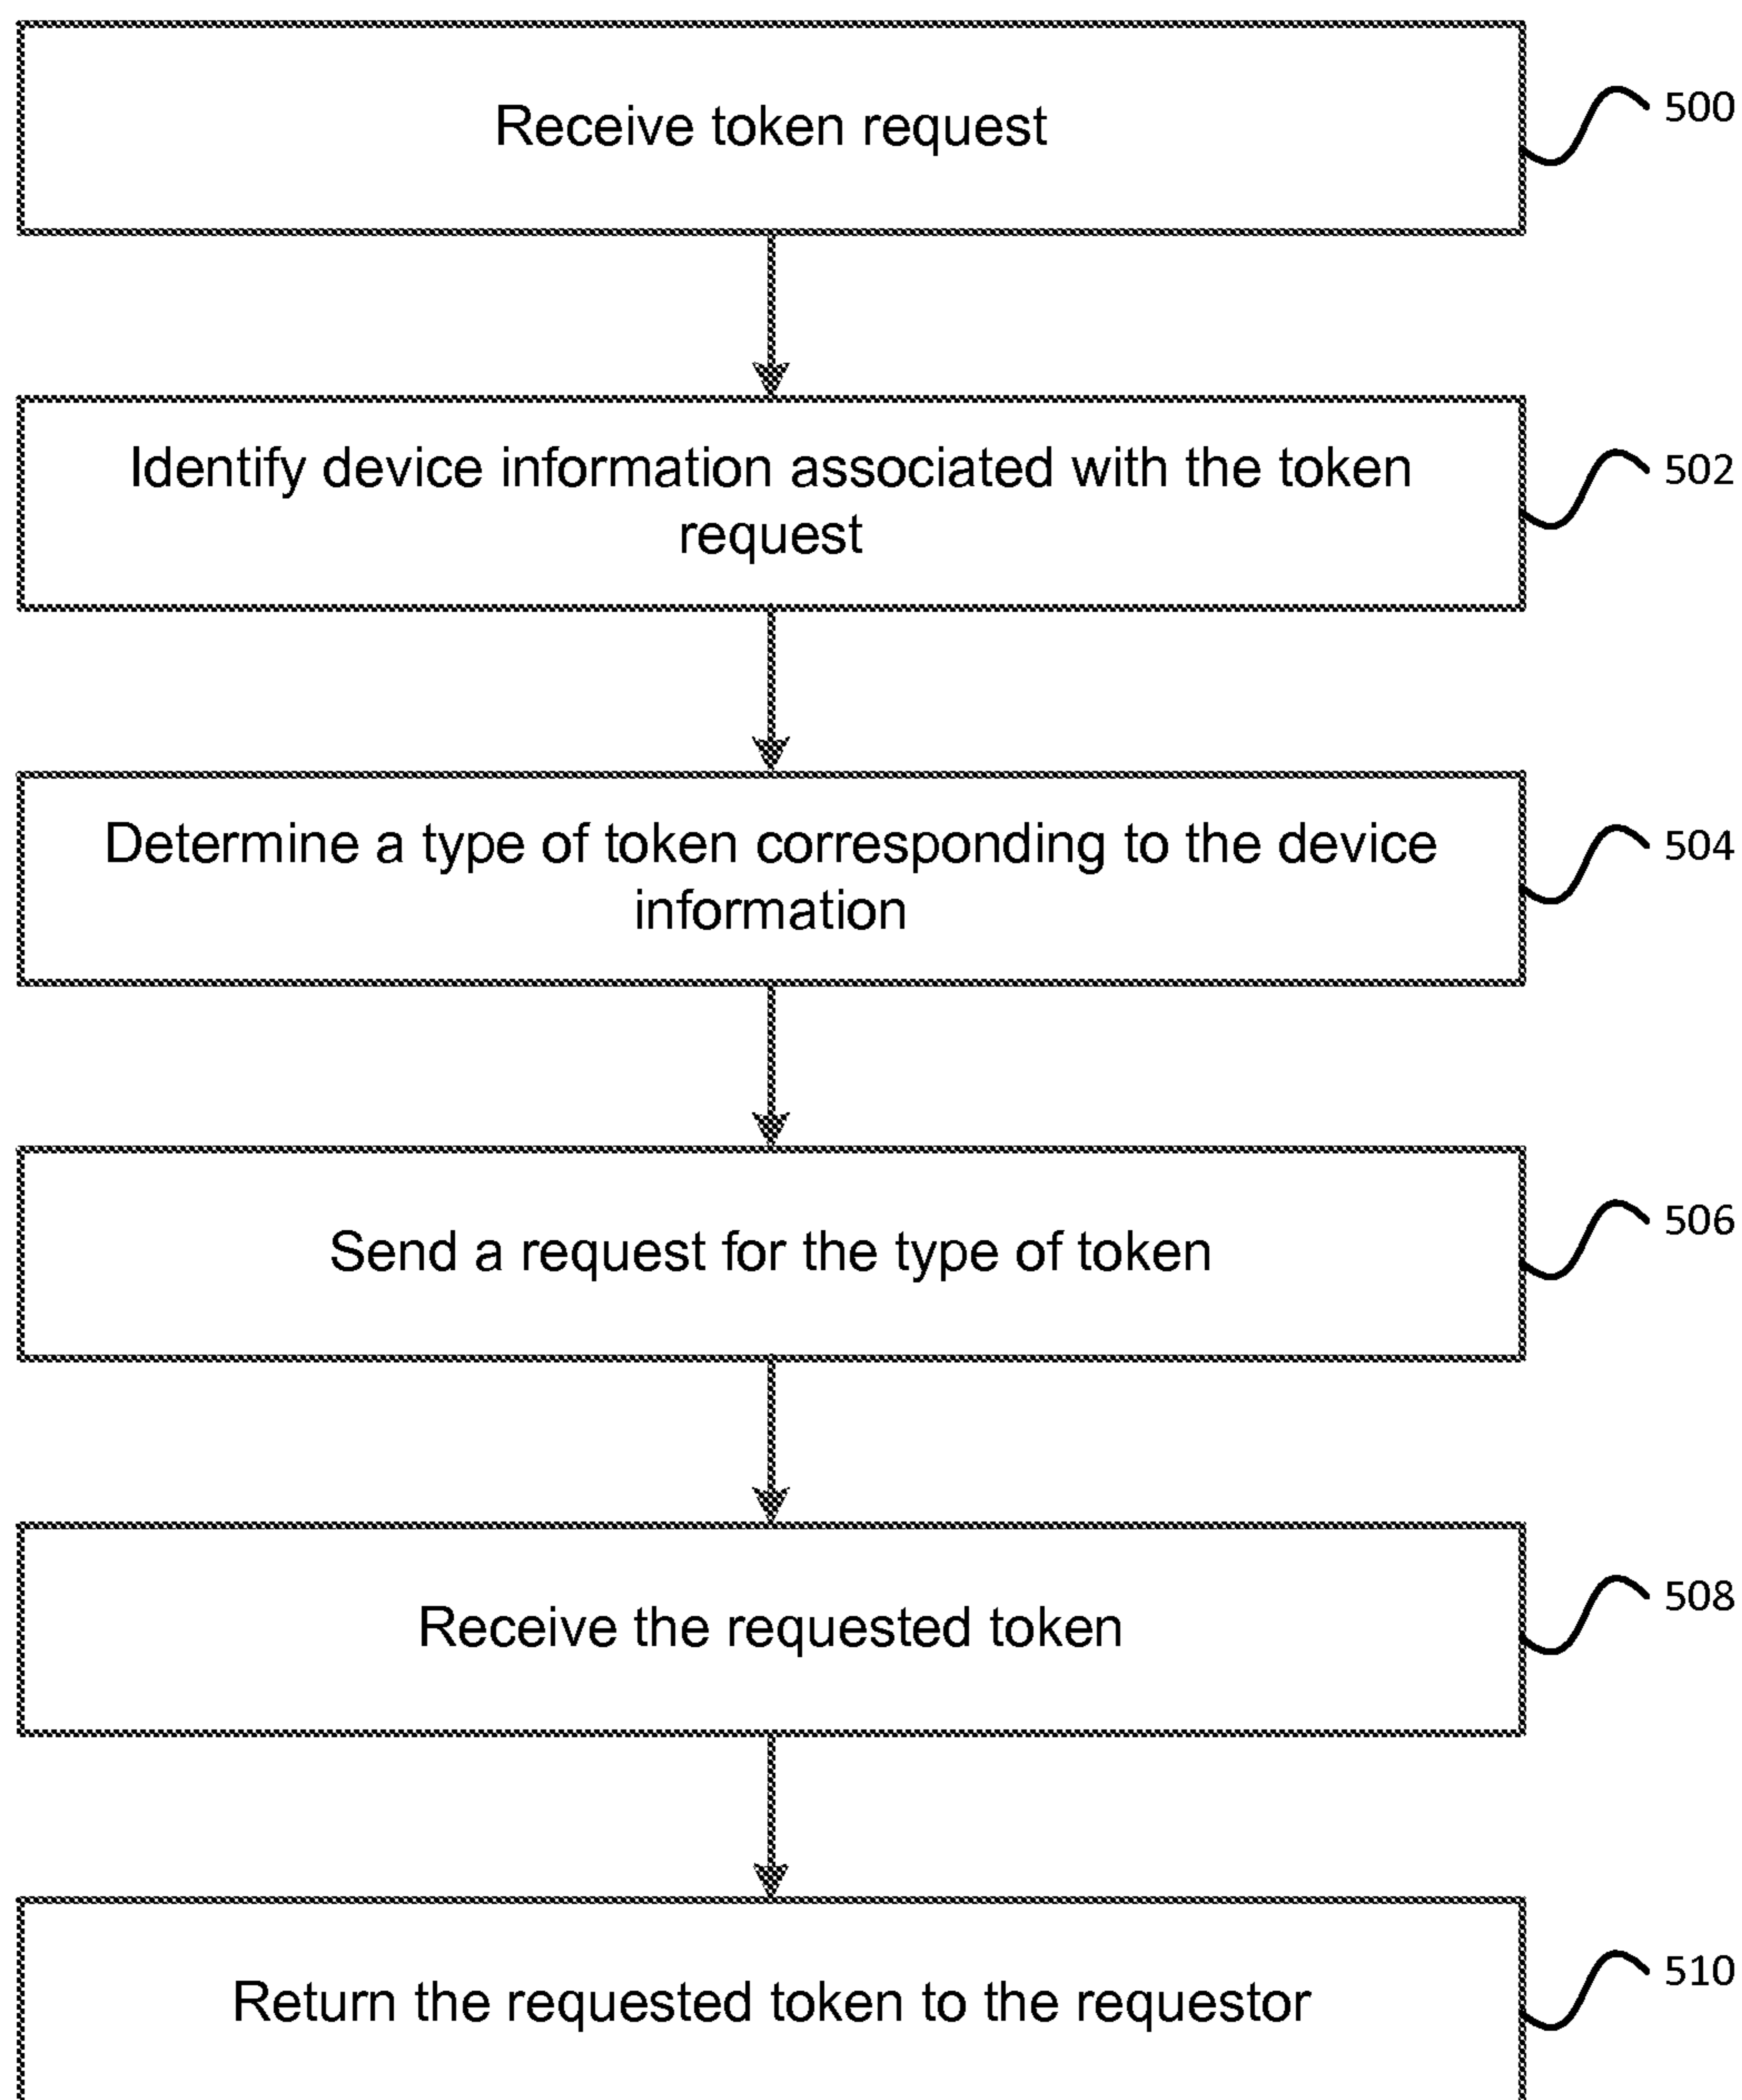 Receive token request
500
Identify device information associated with the token
request
502
Determine a type of token corresponding to the device
information
504
Send a request for the type of token
506
Receive the requested token
508
Return the requested token to the requestor
510